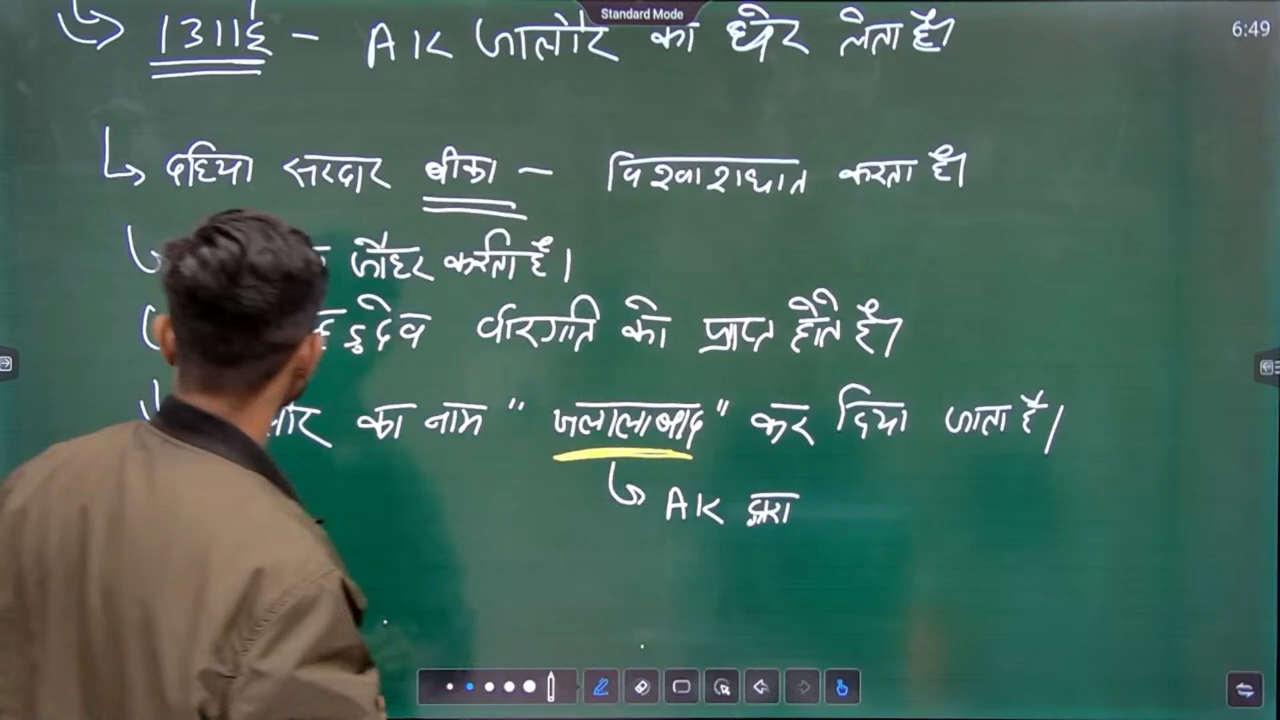 Standard Mode
6:49
1311ई - AK जालौर को घेर लेता है।
दहिया सरदार बीका - विश्वासघात करता है।
जौहर करती है।
ड़देव वीरगति को प्राप्त होते हैं।
लौर का नाम "जलालाबाद" कर दिया जाता है।
AK द्वारा